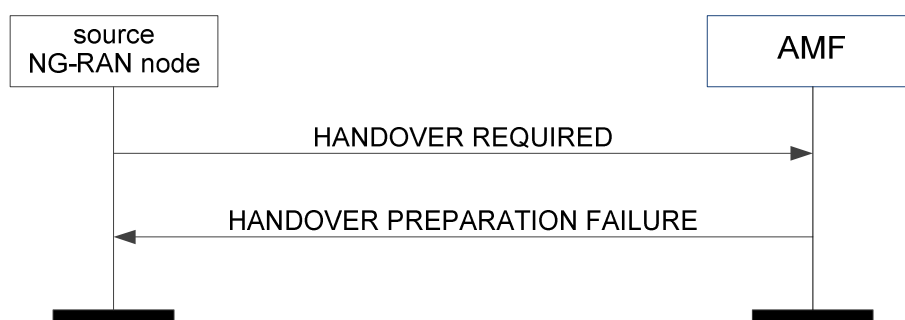 source
NG-RAN node
AMF
HANDOVER REQUIRED
HANDOVER PREPARATION FAILURE